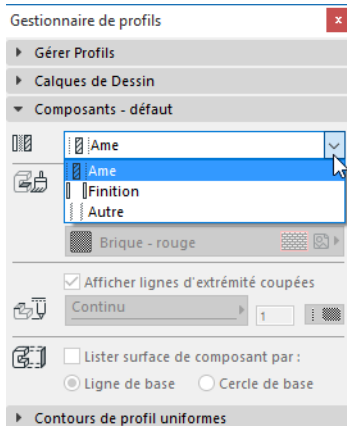 Gestionnaire de profils
Gérer Profils
Calques de Dessin
Composants - défaut
Ame
Ame
Finition
Autre
Brique - rouge
Afficher lignes d'extrémité coupées
Continu
1
Lister surface de composant par :
Ligne de base
Cercle de base
Contours de profil uniformes